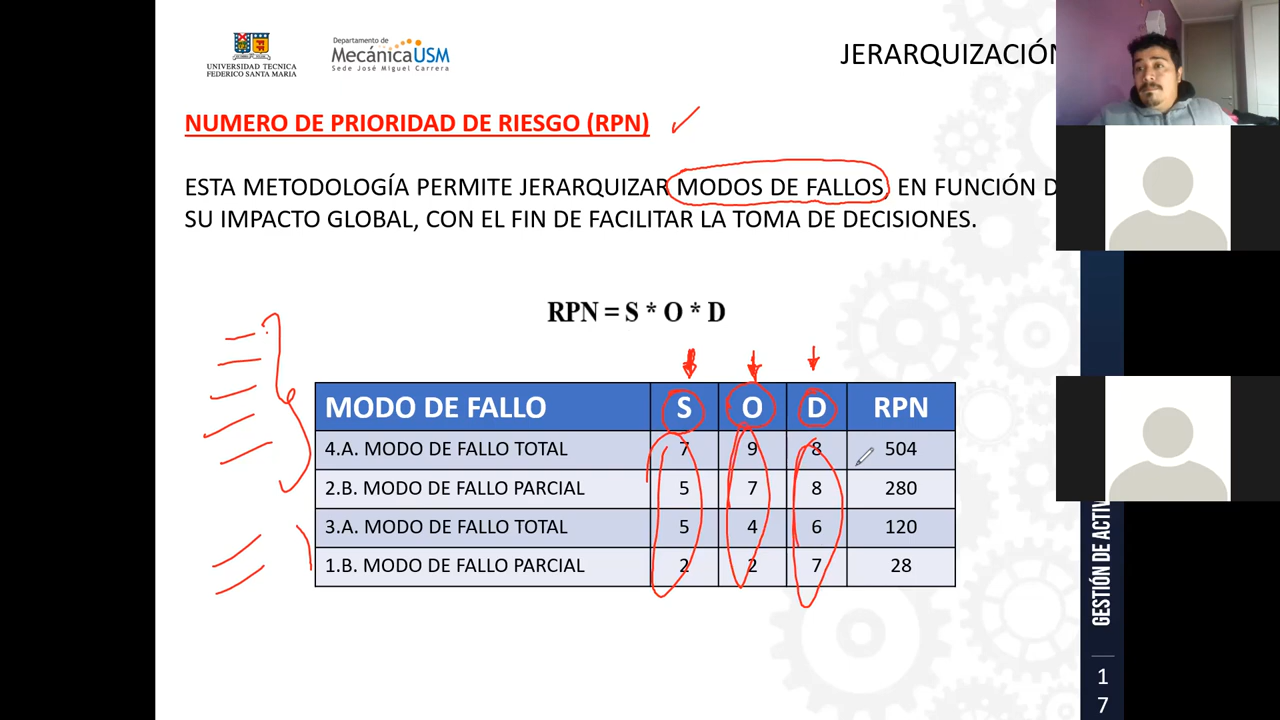 UNIVERSIDAD TECNICA
FEDERICO SANTA MARIA
Departamento de
MecánicaUSM
Sede José Miguel Carrera
JERARQUIZACIÓN
NUMERO DE PRIORIDAD DE RIESGO (RPN)
ESTA METODOLOGÍA PERMITE JERARQUIZAR MODOS DE FALLOS, EN FUNCIÓN D
SU IMPACTO GLOBAL, CON EL FIN DE FACILITAR LA TOMA DE DECISIONES.
RPN = S * O * D
MODO DE FALLO S O D RPN
4.A. MODO DE FALLO TOTAL 7 9 8 504
2.B. MODO DE FALLO PARCIAL 5 7 8 280
3.A. MODO DE FALLO TOTAL 5 4 6 120
1.B. MODO DE FALLO PARCIAL 2 2 7 28
GESTIÓN DE ACTIV
1
7